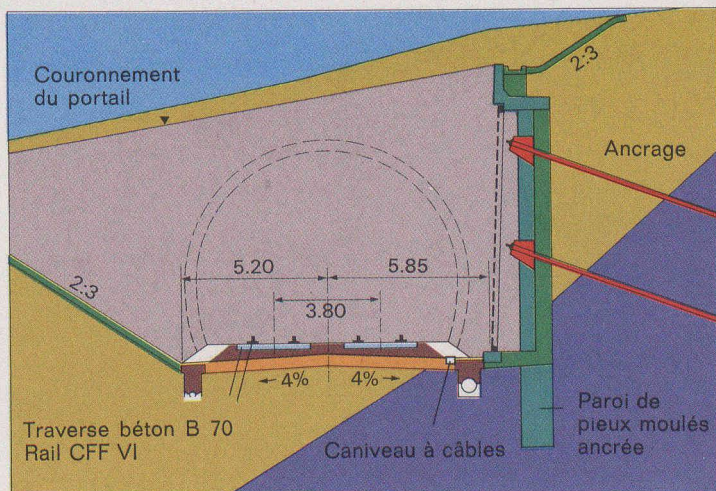 Couronnement
du portail
2:3
Ancrage
5.20
5.85
2:3
3.80
4%
4%
Traverse béton B 70
Rail CFF VI
Caniveau à câbles
Paroi de
pieux moulés
ancrée